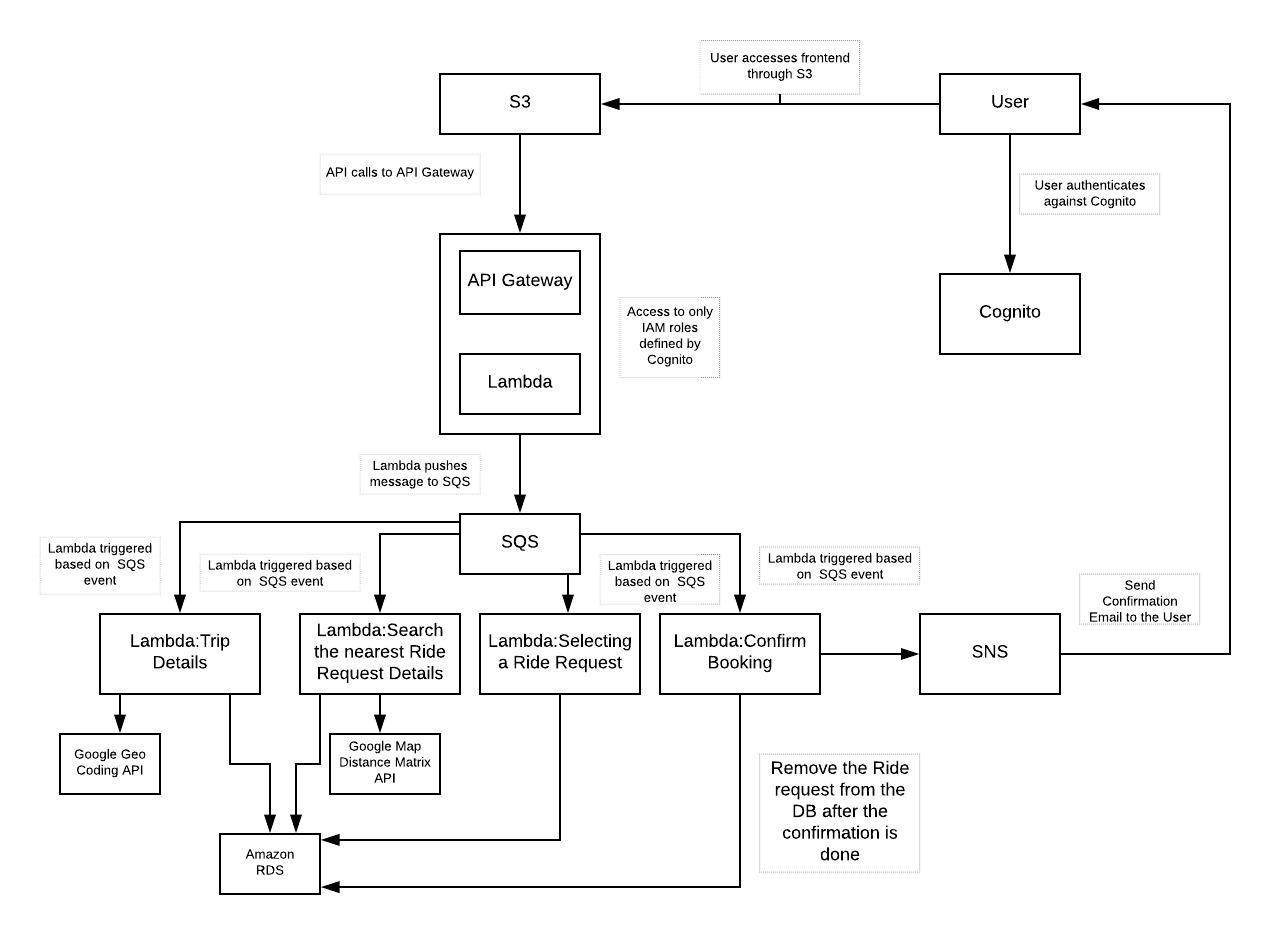 User accesses frontend
through S3
S3
User
API calls to API Gateway
User authenticates
against Cognito
API Gateway
Cognito
Access to only
IAM roles
defined by
Cognito
Lambda
Lambda pushes
message to SQS
SQS
Lambda triggered
based on  SQS
event
Lambda triggered based
on  SQS event
Lambda triggered
based on  SQS
event
Lambda triggered based
on  SQS event
Send
Confirmation
Email to the User
Lambda:Trip
Details
Lambda:Search
the nearest Ride
Request Details
Lambda:Selecting
a Ride Request
Lambda:Confirm
Booking
SNS
Google Geo
Coding API
Google Map
Distance Matrix
API
Remove the Ride
request from the
DB after the
confirmation is
done
Amazon
RDS